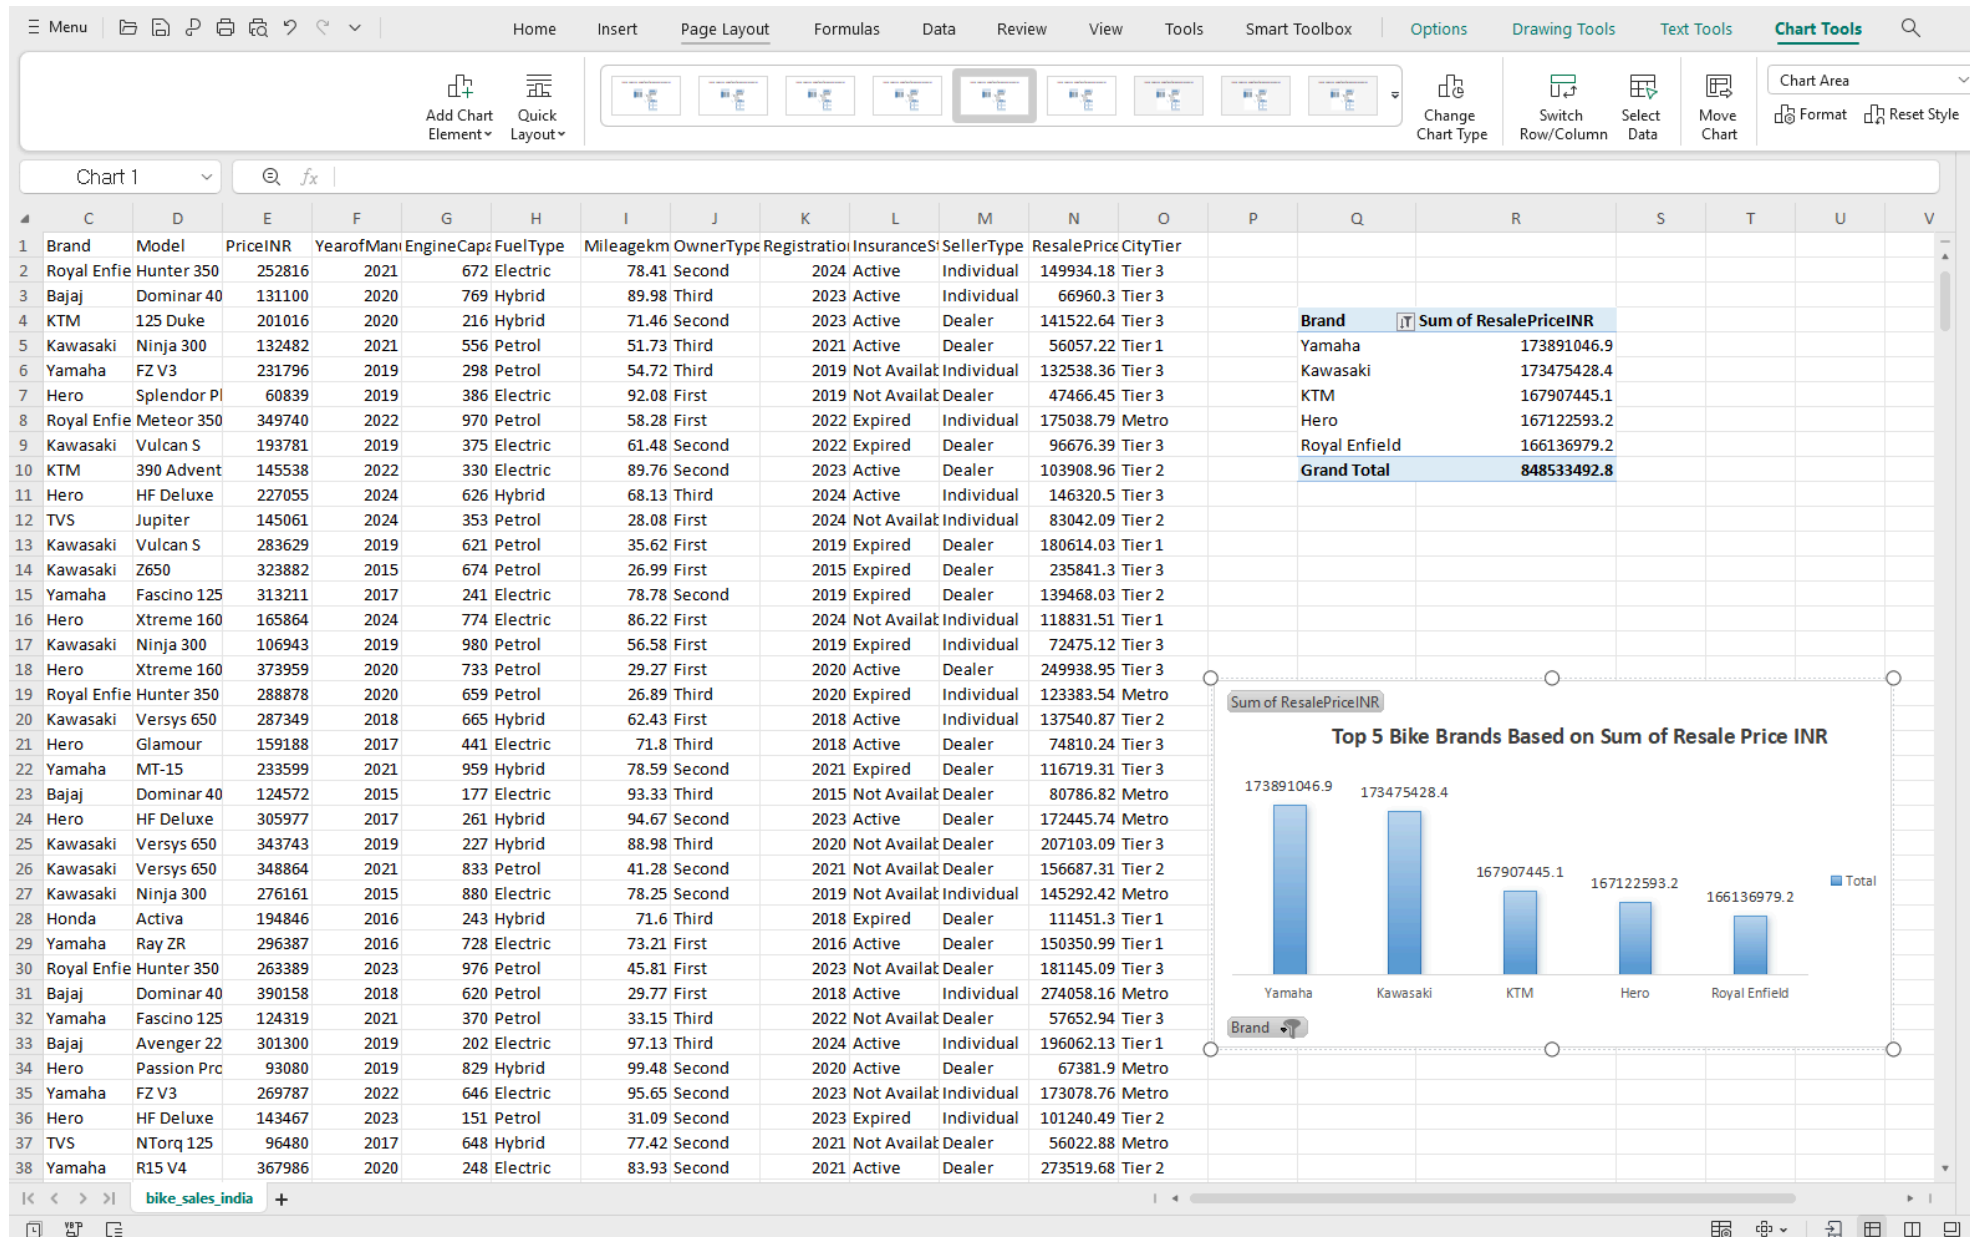 Menu Home Insert Page Layout Formulas Data Review View Tools Smart Toolbox Options Drawing Tools Text Tools Chart Tools
Add Chart Element Quick Layout Change Chart Type Switch Row/Column Select Data Move Chart Chart Area Format Reset Style
Chart 1 fx
C D E F G H I J K L M N O P Q R S T U V
1 Brand Model PriceINR YearofManu EngineCapa FuelType Mileagekm OwnerType Registration InsuranceSt SellerType ResalePrice CityTier
2 Royal Enfie Hunter 350 252816 2021 672 Electric 78.41 Second 2024 Active Individual 149934.18 Tier 3
3 Bajaj Dominar 40 131100 2020 769 Hybrid 89.98 Third 2023 Active Individual 66960.3 Tier 3
4 KTM 125 Duke 201016 2020 216 Hybrid 71.46 Second 2023 Active Dealer 141522.64 Tier 3 Brand Sum of ResalePriceINR
5 Kawasaki Ninja 300 132482 2021 556 Petrol 51.73 Third 2021 Active Dealer 56057.22 Tier 1 Yamaha 173891046.9
6 Yamaha FZ V3 231796 2019 298 Petrol 54.72 Third 2019 Not Availab Individual 132538.36 Tier 3 Kawasaki 173475428.4
7 Hero Splendor Pl 60839 2019 386 Electric 92.08 First 2019 Not Availab Dealer 47466.45 Tier 3 KTM 167907445.1
8 Royal Enfie Meteor 350 349740 2022 970 Petrol 58.28 First 2022 Expired Individual 175038.79 Metro Hero 167122593.2
9 Kawasaki Vulcan S 193781 2019 375 Electric 61.48 Second 2022 Expired Dealer 96676.39 Tier 3 Royal Enfield 166136979.2
10 KTM 390 Advent 145538 2022 330 Electric 89.76 Second 2023 Active Dealer 103908.96 Tier 2 Grand Total 848533492.8
11 Hero HF Deluxe 227055 2024 626 Hybrid 68.13 Third 2024 Active Individual 146320.5 Tier 3
12 TVS Jupiter 145061 2024 353 Petrol 28.08 First 2024 Not Availab Individual 83042.09 Tier 2
13 Kawasaki Vulcan S 283629 2019 621 Petrol 35.62 First 2019 Expired Dealer 180614.03 Tier 1
14 Kawasaki Z650 323882 2015 674 Petrol 26.99 First 2015 Expired Dealer 235841.3 Tier 3
15 Yamaha Fascino 125 313211 2017 241 Electric 78.78 Second 2019 Expired Dealer 139468.03 Tier 2
16 Hero Xtreme 160 165864 2024 774 Electric 86.22 First 2024 Not Availab Individual 118831.51 Tier 1
17 Kawasaki Ninja 300 106943 2019 980 Petrol 56.58 First 2019 Expired Individual 72475.12 Tier 3
18 Hero Xtreme 160 373959 2020 733 Petrol 29.27 First 2020 Active Dealer 249938.95 Tier 3
19 Royal Enfie Hunter 350 288878 2020 659 Petrol 26.89 Third 2020 Expired Individual 123383.54 Metro
20 Kawasaki Versys 650 287349 2018 665 Hybrid 62.43 First 2018 Active Individual 137540.87 Tier 2
21 Hero Glamour 159188 2017 441 Electric 71.8 Third 2018 Active Dealer 74810.24 Tier 3
22 Yamaha MT-15 233599 2021 959 Hybrid 78.59 Second 2021 Expired Dealer 116719.31 Tier 3
23 Bajaj Dominar 40 124572 2015 177 Electric 93.33 Third 2015 Not Availab Dealer 80786.82 Metro
24 Hero HF Deluxe 305977 2017 261 Hybrid 94.67 Second 2023 Active Dealer 172445.74 Metro
25 Kawasaki Versys 650 343743 2019 227 Hybrid 88.98 Third 2020 Not Availab Dealer 207103.09 Tier 3
26 Kawasaki Versys 650 348864 2021 833 Petrol 41.28 Second 2021 Not Availab Dealer 156687.31 Tier 2
27 Kawasaki Ninja 300 276161 2015 880 Electric 78.25 Second 2019 Not Availab Individual 145292.42 Metro
28 Honda Activa 194846 2016 243 Hybrid 71.6 Third 2018 Expired Dealer 111451.3 Tier 1
29 Yamaha Ray ZR 296387 2016 728 Electric 73.21 First 2016 Active Dealer 150350.99 Tier 1
30 Royal Enfie Hunter 350 263389 2023 976 Petrol 45.81 First 2023 Not Availab Dealer 181145.09 Tier 3
31 Bajaj Dominar 40 390158 2018 620 Petrol 29.77 First 2018 Active Individual 274058.16 Metro
32 Yamaha Fascino 125 124319 2021 370 Petrol 33.15 Third 2022 Not Availab Dealer 57652.94 Tier 3
33 Bajaj Avenger 22 301300 2019 202 Electric 97.13 Third 2024 Active Individual 196062.13 Tier 1
34 Hero Passion Pro 93080 2019 829 Hybrid 99.48 Second 2020 Active Dealer 67381.9 Metro
35 Yamaha FZ V3 269787 2022 646 Electric 95.65 Second 2023 Not Availab Individual 173078.76 Metro
36 Hero HF Deluxe 143467 2023 151 Petrol 31.09 Second 2023 Expired Individual 101240.49 Tier 2
37 TVS NTorq 125 96480 2017 648 Hybrid 77.42 Second 2021 Not Availab Dealer 56022.88 Metro
38 Yamaha R15 V4 367986 2020 248 Electric 83.93 Second 2021 Active Dealer 273519.68 Tier 2
Sum of ResalePriceINR
Top 5 Bike Brands Based on Sum of Resale Price INR
173891046.9 173475428.4 167907445.1 167122593.2 166136979.2
Total
Yamaha Kawasaki KTM Hero Royal Enfield
Brand
bike_sales_india